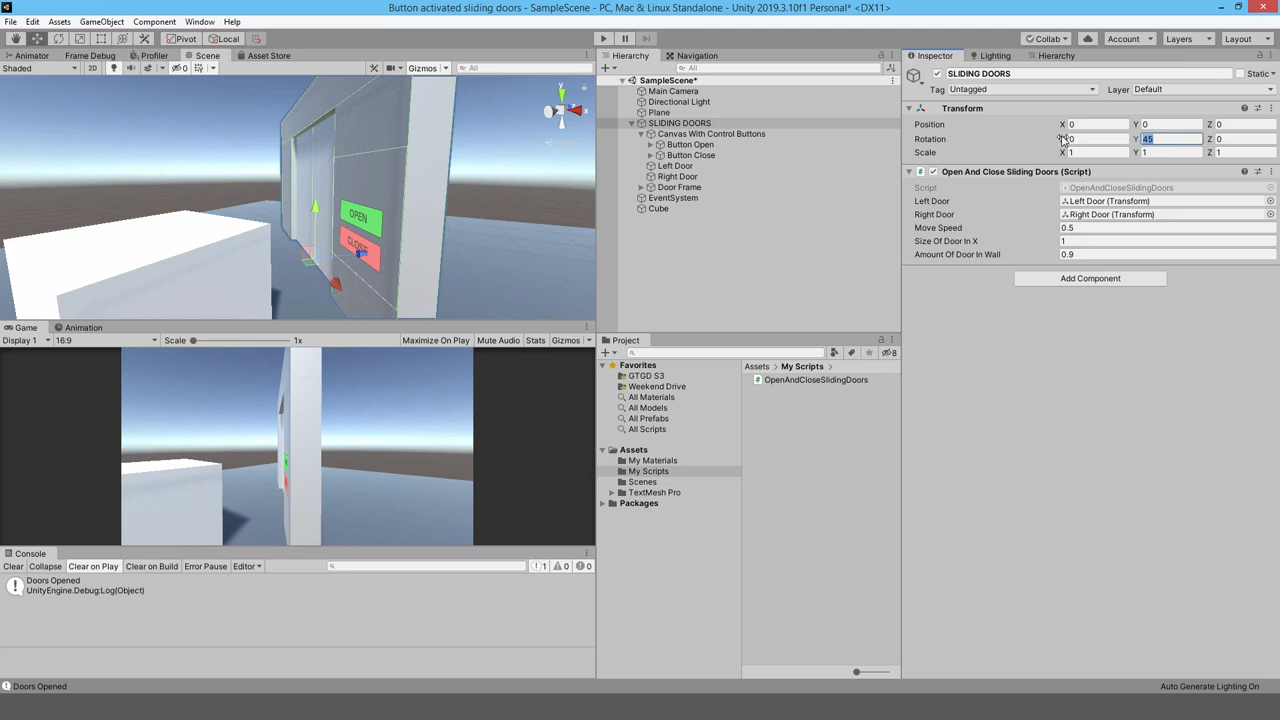 Button activated sliding doors - SampleScene - PC, Mac & Linux Standalone - Unity 2019.3.10f1 Personal* <DX11>
File Edit Assets GameObject Component Window Help
Pivot Local Collab Account Layers Layout
Animator Frame Debug Profiler Scene Asset Store
Shaded 2D 0 Gizmos All
OPEN
CLOSE
Game Animation
Display 1 16:9 Scale 1x Maximize On Play Mute Audio Stats Gizmos
Console
Clear Collapse Clear on Play Clear on Build Error Pause Editor 1 0 0
Doors Opened
UnityEngine.Debug:Log(Object)
Hierarchy Navigation
All
SampleScene*
Main Camera
Directional Light
Plane
SLIDING DOORS
Canvas With Control Buttons
Button Open
Button Close
Left Door
Right Door
Door Frame
EventSystem
Cube
Project
8
Favorites
GTGD S3
Weekend Drive
All Materials
All Models
All Prefabs
All Scripts
Assets
My Materials
My Scripts
Scenes
TextMesh Pro
Packages
Assets My Scripts
OpenAndCloseSlidingDoors
Inspector Lighting Hierarchy
SLIDING DOORS Static
Tag Untagged Layer Default
Transform
Position X 0 Y 0 Z 0
Rotation X 0 Y 45 Z 0
Scale X 1 Y 1 Z 1
Open And Close Sliding Doors (Script)
Script OpenAndCloseSlidingDoors
Left Door Left Door (Transform)
Right Door Right Door (Transform)
Move Speed 0.5
Size Of Door In X 1
Amount Of Door In Wall 0.9
Add Component
Doors Opened Auto Generate Lighting On